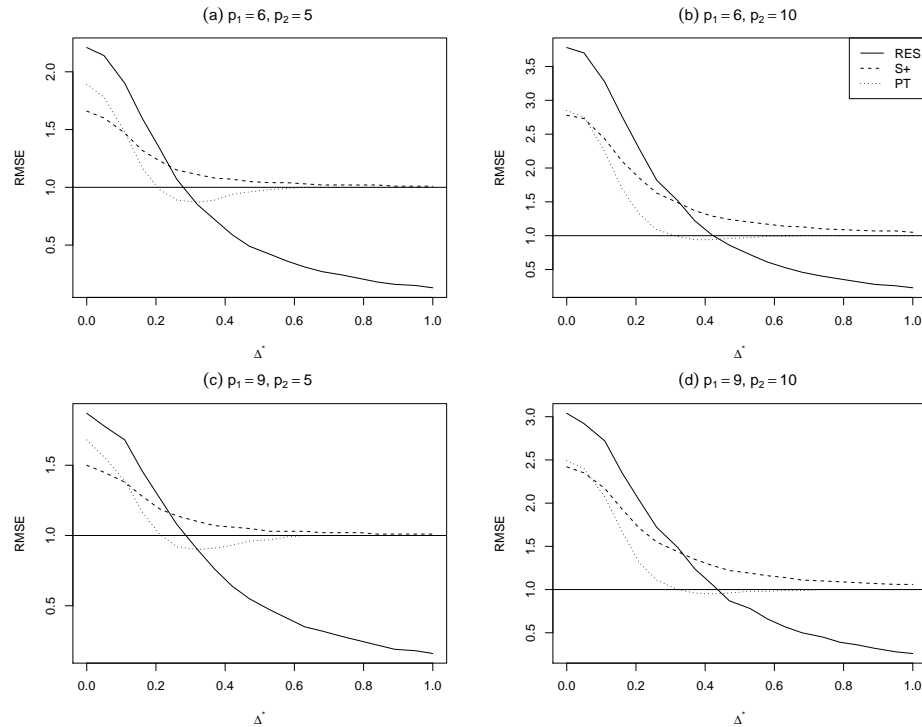 (a) p₁ = 6, p₂ = 5
RMSE
2.0
1.5
1.0
0.5
0.0 0.2 0.4 0.6 0.8 1.0
Δ*
(b) p₁ = 6, p₂ = 10
RES
S+
PT
RMSE
3.5
3.0
2.5
2.0
1.5
1.0
0.5
0.0 0.2 0.4 0.6 0.8 1.0
Δ*
(c) p₁ = 9, p₂ = 5
RMSE
1.5
1.0
0.5
0.0 0.2 0.4 0.6 0.8 1.0
Δ*
(d) p₁ = 9, p₂ = 10
RMSE
3.0
2.5
2.0
1.5
1.0
0.5
0.0 0.2 0.4 0.6 0.8 1.0
Δ*